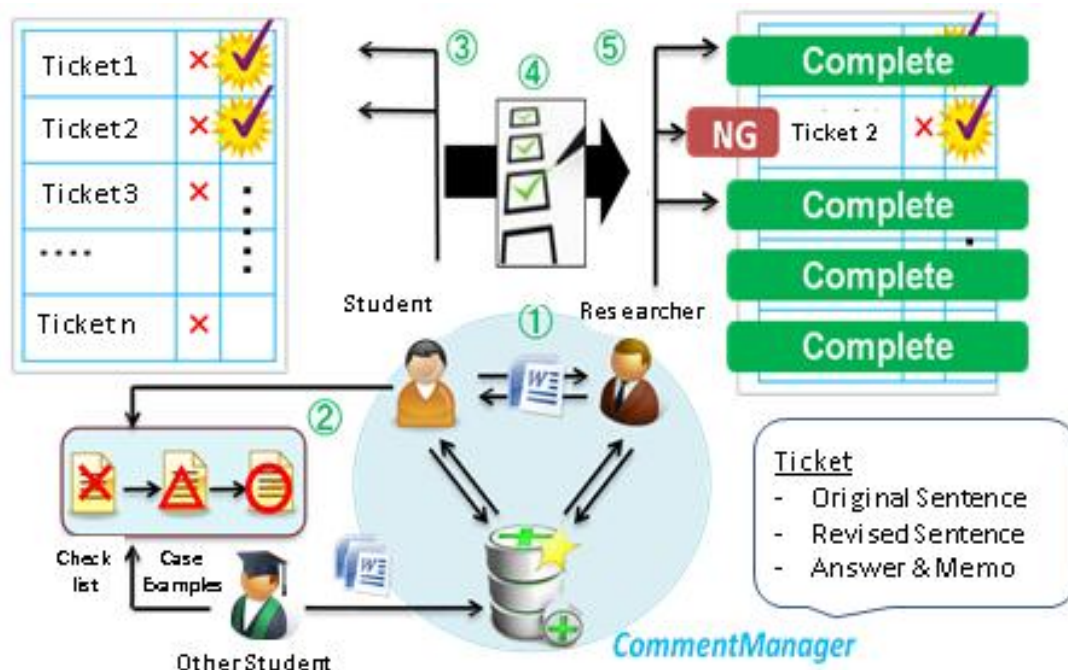 Ticket1
×
Ticket2
×
Ticket3
×
....
Ticket n
×
③
④
⑤
Complete
NG
Ticket 2
×
Complete
Complete
Complete
Student
①
Researcher
W
②
Check
list
Case
Examples
W
Other Student
Ticket
- Original Sentence
- Revised Sentence
- Answer & Memo
CommentManager